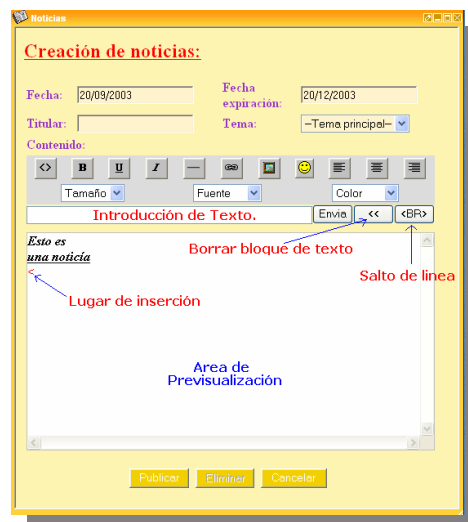 Noticias
Creación de noticias:
Fecha: 20/09/2003 Fecha expiración: 20/12/2003
Titular: Tema: –Tema principal–
Contenido:
<> B U I
Tamaño Fuente Color
Introducción de Texto. Envia << <BR>
Esto es
una noticía
Borrar bloque de texto
Salto de linea
<
Lugar de inserción
Area de
Previsualización
Publicar Eliminar Cancelar